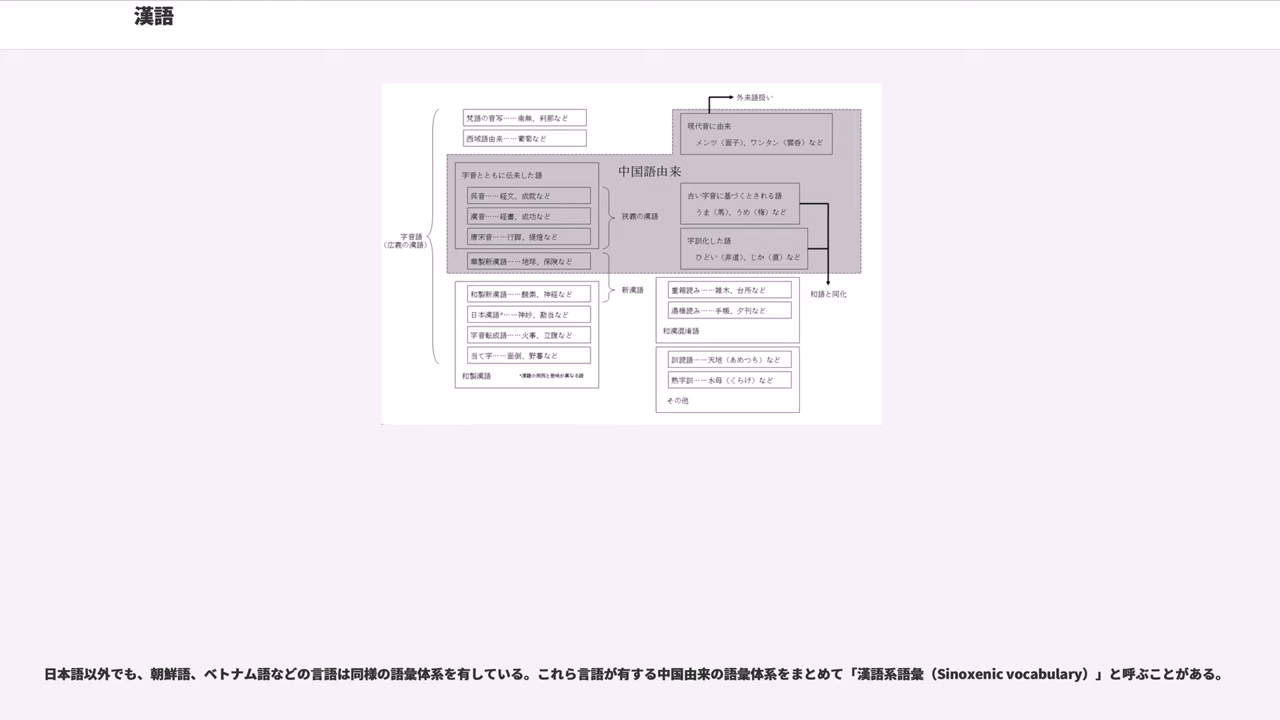 漢語
外来語扱い
梵語の音写……南無、刹那など
西域語由来……葡萄など
現代音に由来
メンツ（面子）、ワンタン（雲呑）など
中国語由来
字音とともに伝来した語
呉音……経文、成就など
漢音……経書、成功など
唐宋音……行脚、提燈など
狭義の漢語
古い字音に基づくとされる語
うま（馬）、うめ（梅）など
字訓化した語
ひどい（非道）、じか（直）など
字音語
（広義の漢語）
華製新漢語……地球、保険など
新漢語
和語と同化
和製新漢語……酸素、神経など
日本漢語*……神妙、勘当など
字音転成語……火事、立腹など
当て字……面倒、野暮など
和製漢語
*漢語の原義と意味が異なる語
重箱読み……雑木、台所など
湯桶読み……手帳、夕刊など
和漢混淆語
訓読語……天地（あめつち）など
熟字訓……水母（くらげ）など
その他
日本語以外でも、朝鮮語、ベトナム語などの言語は同様の語彙体系を有している。これら言語が有する中国由来の語彙体系をまとめて「漢語系語彙（Sinoxenic vocabulary）」と呼ぶことがある。